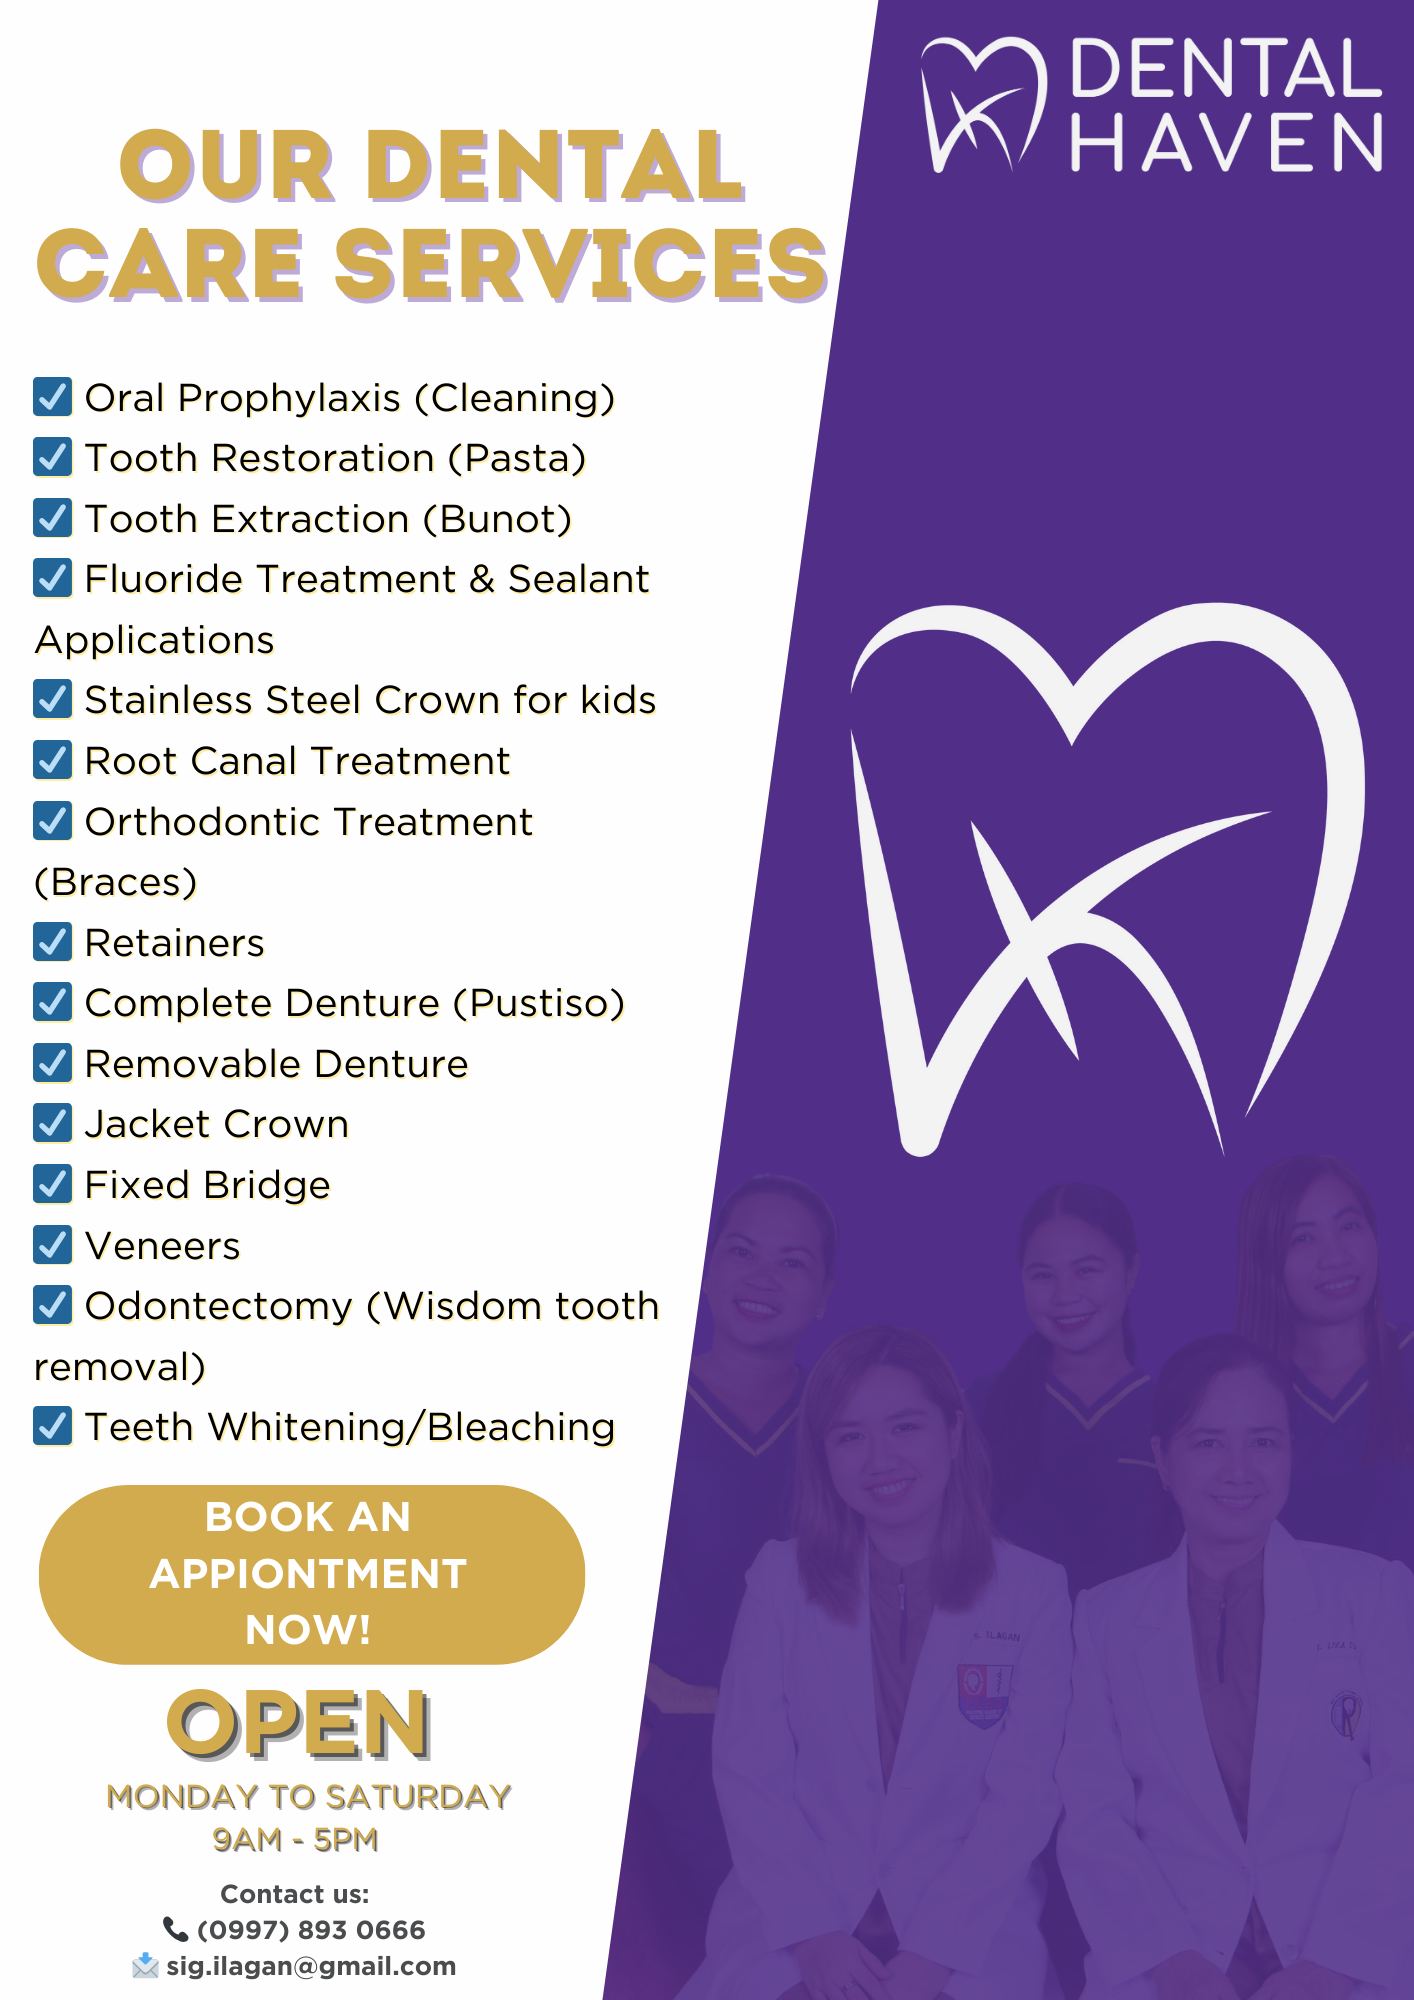 DENTAL
HAVEN
OUR DENTAL
CARE SERVICES
Oral Prophylaxis (Cleaning)
Tooth Restoration (Pasta)
Tooth Extraction (Bunot)
Fluoride Treatment & Sealant
Applications
Stainless Steel Crown for kids
Root Canal Treatment
Orthodontic Treatment
(Braces)
Retainers
Complete Denture (Pustiso)
Removable Denture
Jacket Crown
Fixed Bridge
Veneers
Odontectomy (Wisdom tooth
removal)
Teeth Whitening/Bleaching
BOOK AN
APPIONTMENT
NOW!
OPEN
MONDAY TO SATURDAY
9AM - 5PM
Contact us:
(0997) 893 0666
sig.ilagan@gmail.com
ILAGAN